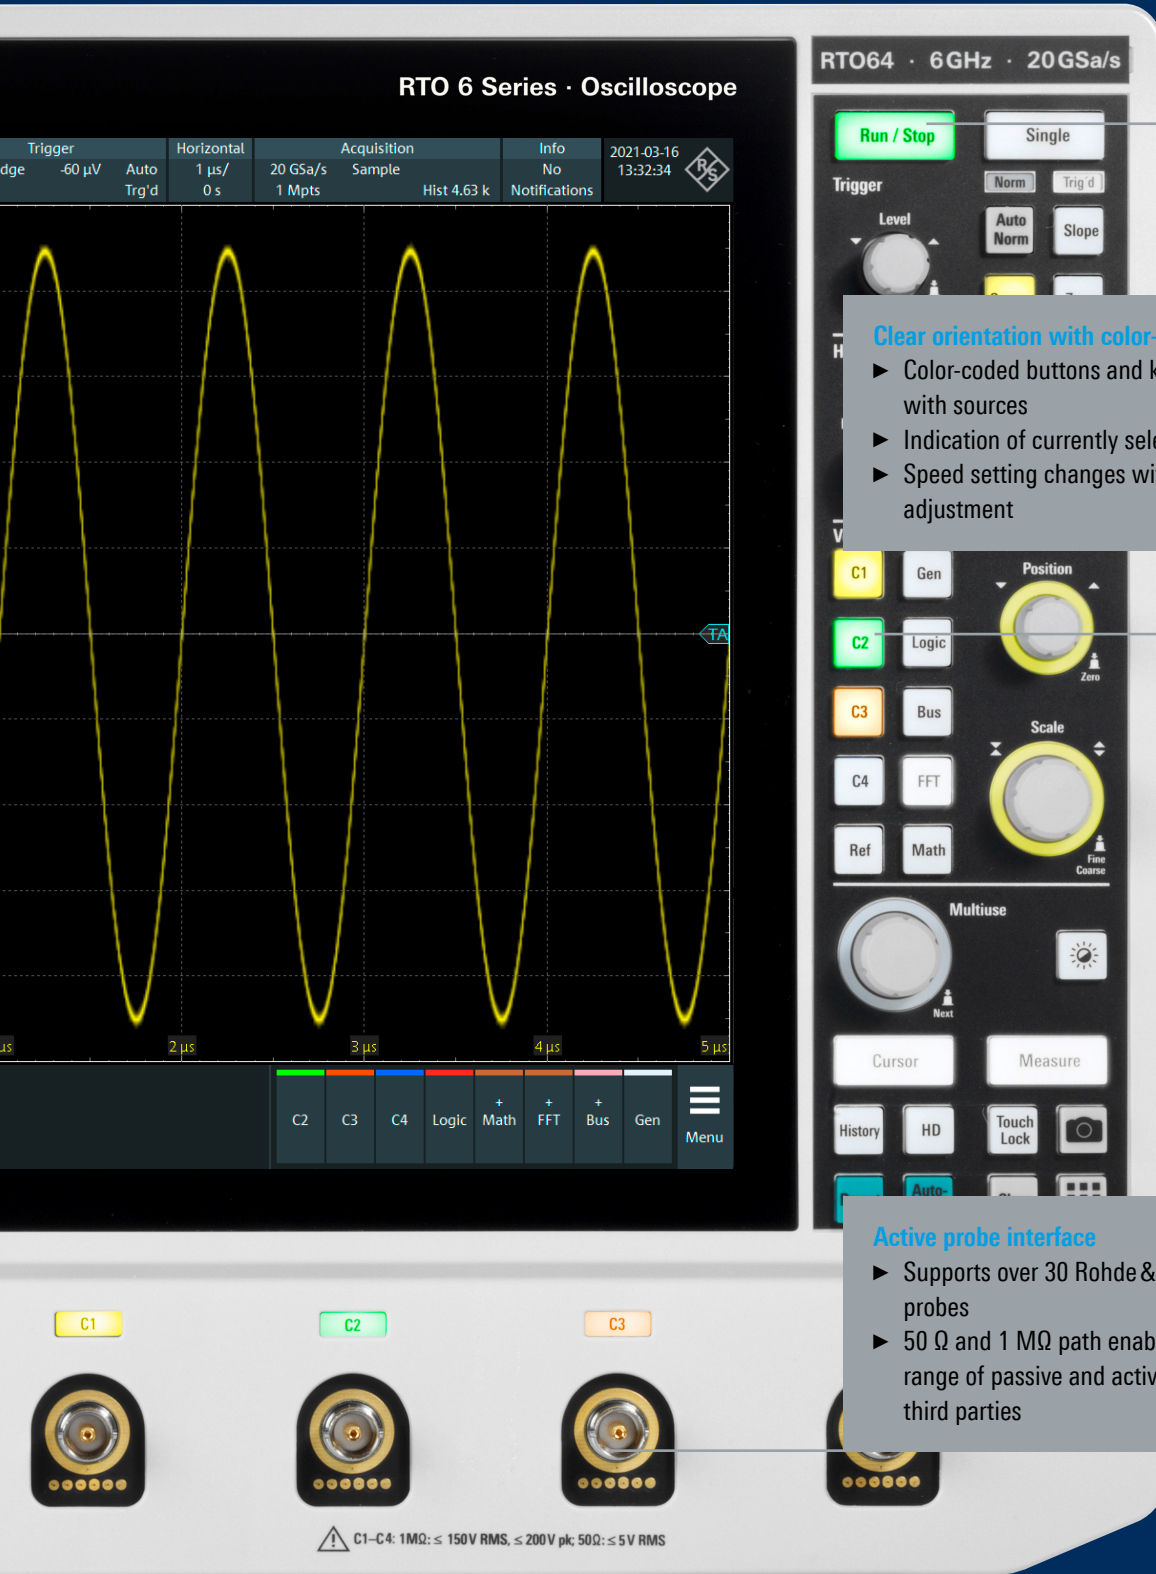 RTO64 · 6GHz · 20GSa/s
RTO 6 Series · Oscilloscope
Run / Stop
Single
Trigger
Norm
Trig'd
Level
Auto
Norm
Slope
Trigger
-60 µV
Auto
Trg'd
Horizontal
1 µs/
0 s
Acquisition
20 GSa/s
Sample
1 Mpts
Hist 4.63 k
Info
No
Notifications
2021-03-16
13:32:34
R&S
TA
2 µs
3 µs
4 µs
5 µs
C2
C3
C4
Logic
+
Math
+
FFT
+
Bus
Gen
Menu
Clear orientation with color-
► Color-coded buttons and
with sources
► Indication of currently
► Speed setting changes
adjustment
C1
Gen
Position
C2
Logic
Zero
C3
Bus
Scale
C4
FFT
Ref
Math
Fine
Coarse
Multiuse
Next
Cursor
Measure
History
HD
Touch
Lock
Auto-
Active probe interface
► Supports over 30 Rohde &
probes
► 50 Ω and 1 MΩ path
range of passive and
third parties
C1
C2
C3
C1–C4: 1MΩ: ≤ 150V RMS, ≤ 200V pk; 50Ω: ≤ 5V RMS